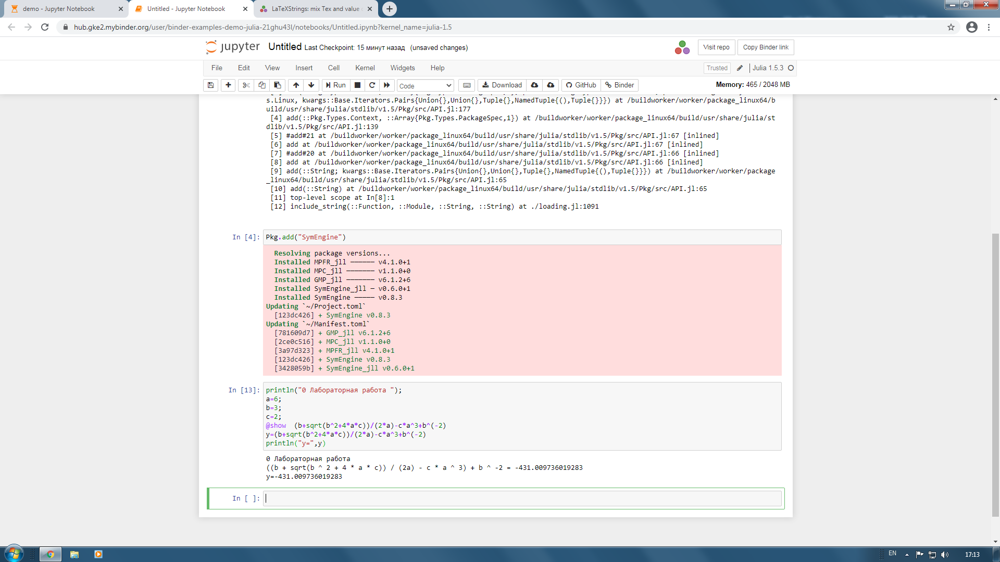 demo - Jupyter Notebook
Untitled - Jupyter Notebook
LaTeXStrings: mix Tex and value
hub.gke2.mybinder.org/user/binder-examples-demo-julia-21ghu43l/notebooks/Untitled.ipynb?kernel_name=julia-1.5
jupyter Untitled Last Checkpoint: 15 минут назад (unsaved changes)
Visit repo Copy Binder link
File Edit View Insert Cell Kernel Widgets Help
Trusted Julia 1.5.3
Run Code Download GitHub Binder Memory: 465 / 2048 MB
s.Linux, kwargs::Base.Iterators.Pairs{Union{},Union{},Tuple{},NamedTuple{(),Tuple{}}}) at /buildworker/worker/package_linux64/b
uild/usr/share/julia/stdlib/v1.5/Pkg/src/API.jl:177
[4] add(::Pkg.Types.Context, ::Array{Pkg.Types.PackageSpec,1}) at /buildworker/worker/package_linux64/build/usr/share/julia/st
dlib/v1.5/Pkg/src/API.jl:139
[5] #add#21 at /buildworker/worker/package_linux64/build/usr/share/julia/stdlib/v1.5/Pkg/src/API.jl:67 [inlined]
[6] add at /buildworker/worker/package_linux64/build/usr/share/julia/stdlib/v1.5/Pkg/src/API.jl:67 [inlined]
[7] #add#20 at /buildworker/worker/package_linux64/build/usr/share/julia/stdlib/v1.5/Pkg/src/API.jl:66 [inlined]
[8] add at /buildworker/worker/package_linux64/build/usr/share/julia/stdlib/v1.5/Pkg/src/API.jl:66 [inlined]
[9] add(::String; kwargs::Base.Iterators.Pairs{Union{},Union{},Tuple{},NamedTuple{(),Tuple{}}}) at /buildworker/worker/package
_linux64/build/usr/share/julia/stdlib/v1.5/Pkg/src/API.jl:65
[10] add(::String) at /buildworker/worker/package_linux64/build/usr/share/julia/stdlib/v1.5/Pkg/src/API.jl:65
[11] top-level scope at In[8]:1
[12] include_string(::Function, ::Module, ::String, ::String) at ./loading.jl:1091
In [4]: Pkg.add("SymEngine")
Resolving package versions...
Installed MPFR_jll ────── v4.1.0+1
Installed MPC_jll ─────── v1.1.0+0
Installed GMP_jll ─────── v6.1.2+6
Installed SymEngine_jll ─ v0.6.0+1
Installed SymEngine ───── v0.8.3
Updating `~/Project.toml`
[123dc426] + SymEngine v0.8.3
Updating `~/Manifest.toml`
[781609d7] + GMP_jll v6.1.2+6
[2ce0c516] + MPC_jll v1.1.0+0
[3a97d323] + MPFR_jll v4.1.0+1
[123dc426] + SymEngine v0.8.3
[3428059b] + SymEngine_jll v0.6.0+1
In [13]: println("0 Лабораторная работа ");
a=6;
b=3;
c=2;
@show  (b+sqrt(b^2+4*a*c))/(2*a)-c*a^3+b^(-2)
y=(b+sqrt(b^2+4*a*c))/(2*a)-c*a^3+b^(-2)
println("y=",y)
0 Лабораторная работа
((b + sqrt(b ^ 2 + 4 * a * c)) / (2a) - c * a ^ 3) + b ^ -2 = -431.009736019283
y=-431.009736019283
In [ ]:
EN 17:13